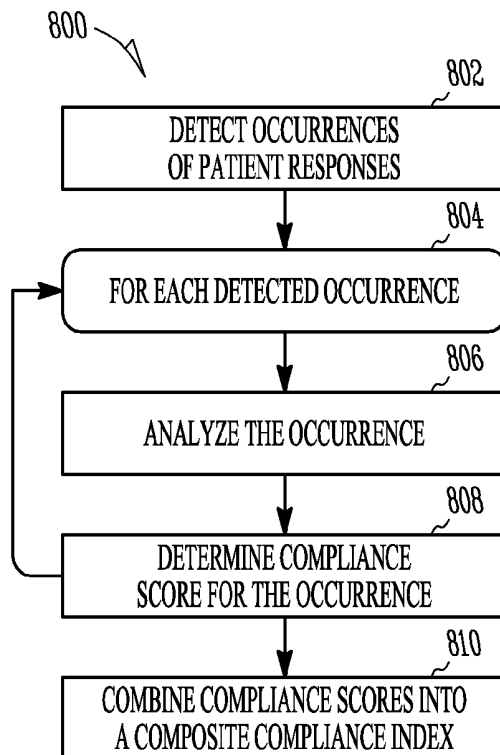 800
802
DETECT OCCURRENCES
OF PATIENT RESPONSES
804
FOR EACH DETECTED OCCURRENCE
806
ANALYZE THE OCCURRENCE
808
DETERMINE COMPLIANCE
SCORE FOR THE OCCURRENCE
810
COMBINE COMPLIANCE SCORES INTO
A COMPOSITE COMPLIANCE INDEX